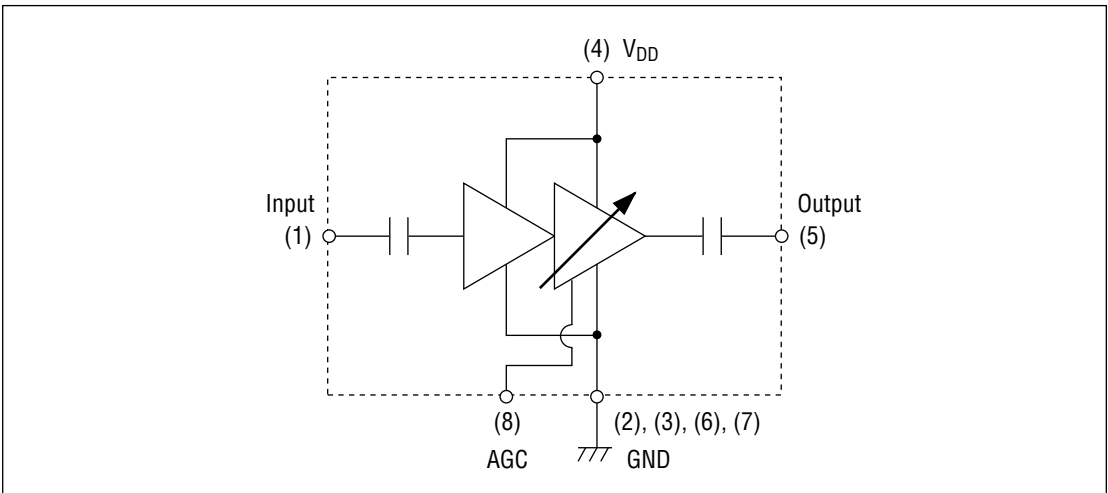 (4) VDD
Input
(1)
Output
(5)
(8)
AGC
(2), (3), (6), (7)
GND